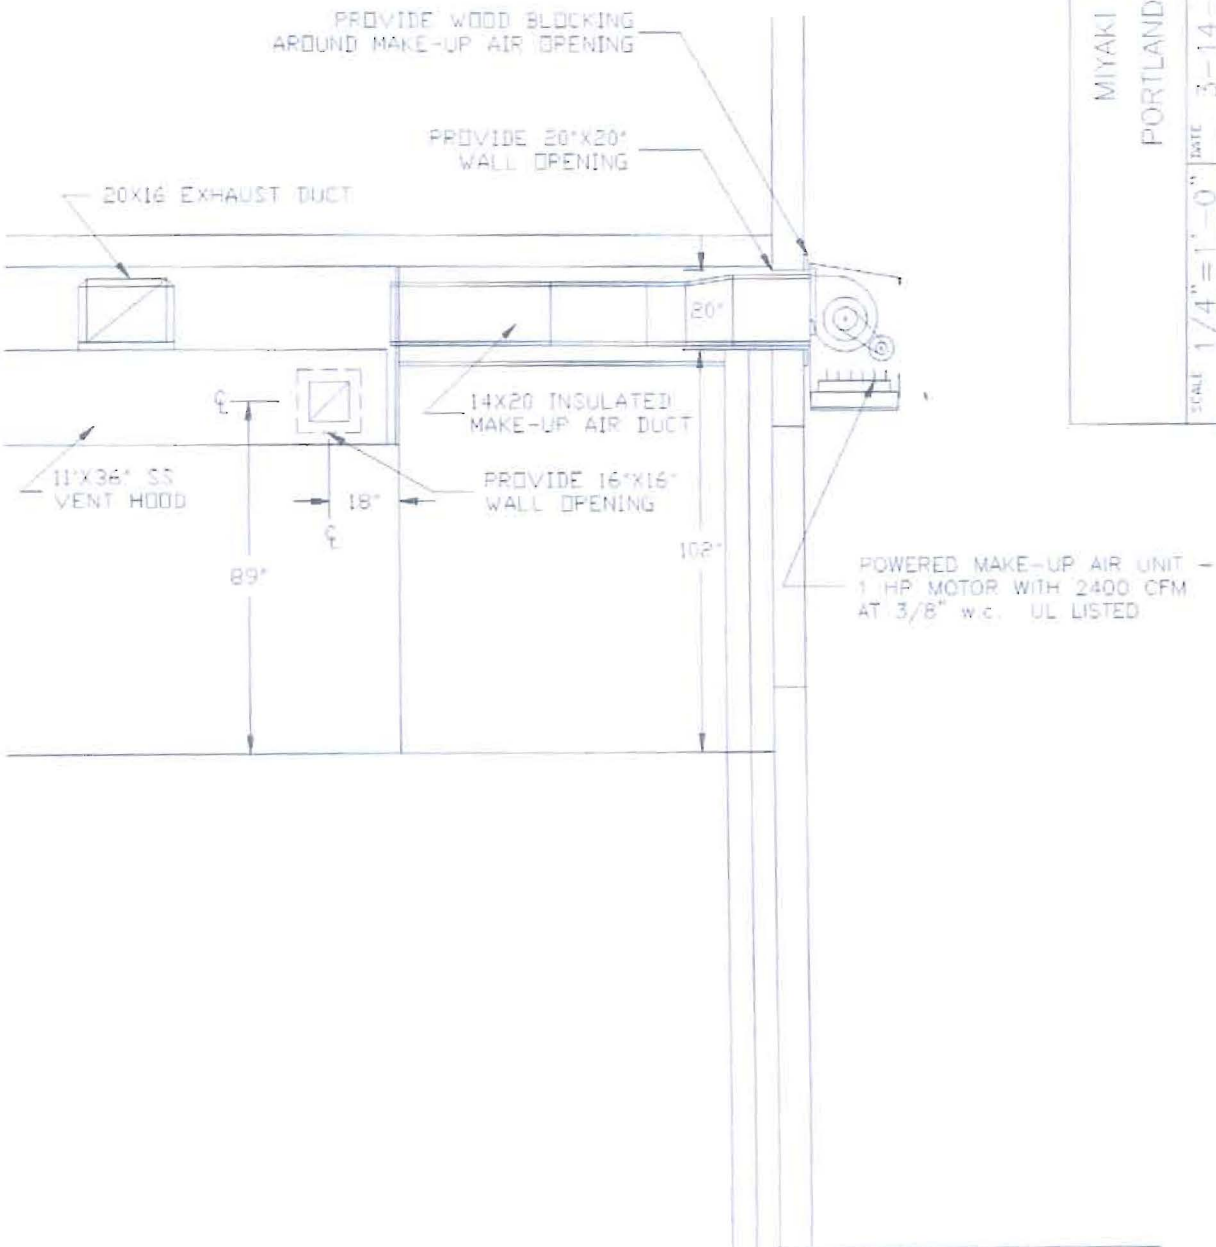 PROVIDE WOOD BLOCKING
AROUND MAKE-UP AIR OPENING
PROVIDE 20"X20"
WALL OPENING
20X16 EXHAUST DUCT
20"
14X20 INSULATED
MAKE-UP AIR DUCT
℄
11'X36" SS
VENT HOOD
PROVIDE 16"X16"
WALL OPENING
18"
℄
89"
102"
POWERED MAKE-UP AIR UNIT -
1 HP MOTOR WITH 2400 CFM
AT 3/8" w.c. UL LISTED
MIYAKI
PORTLAND
SCALE 1/4"=1'-0"
DATE 3-14-